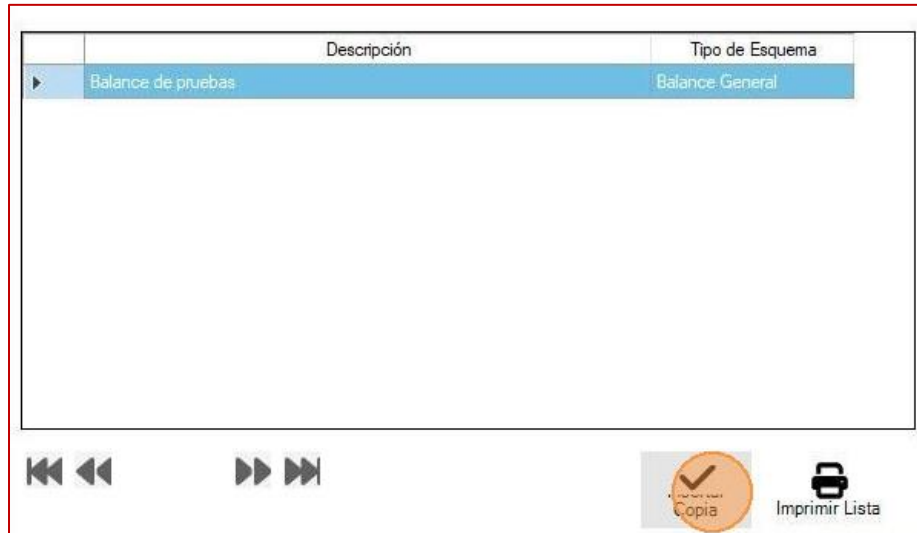 Descripción Tipo de Esquema
Balance de pruebas Balance General
Copia Imprimir Lista